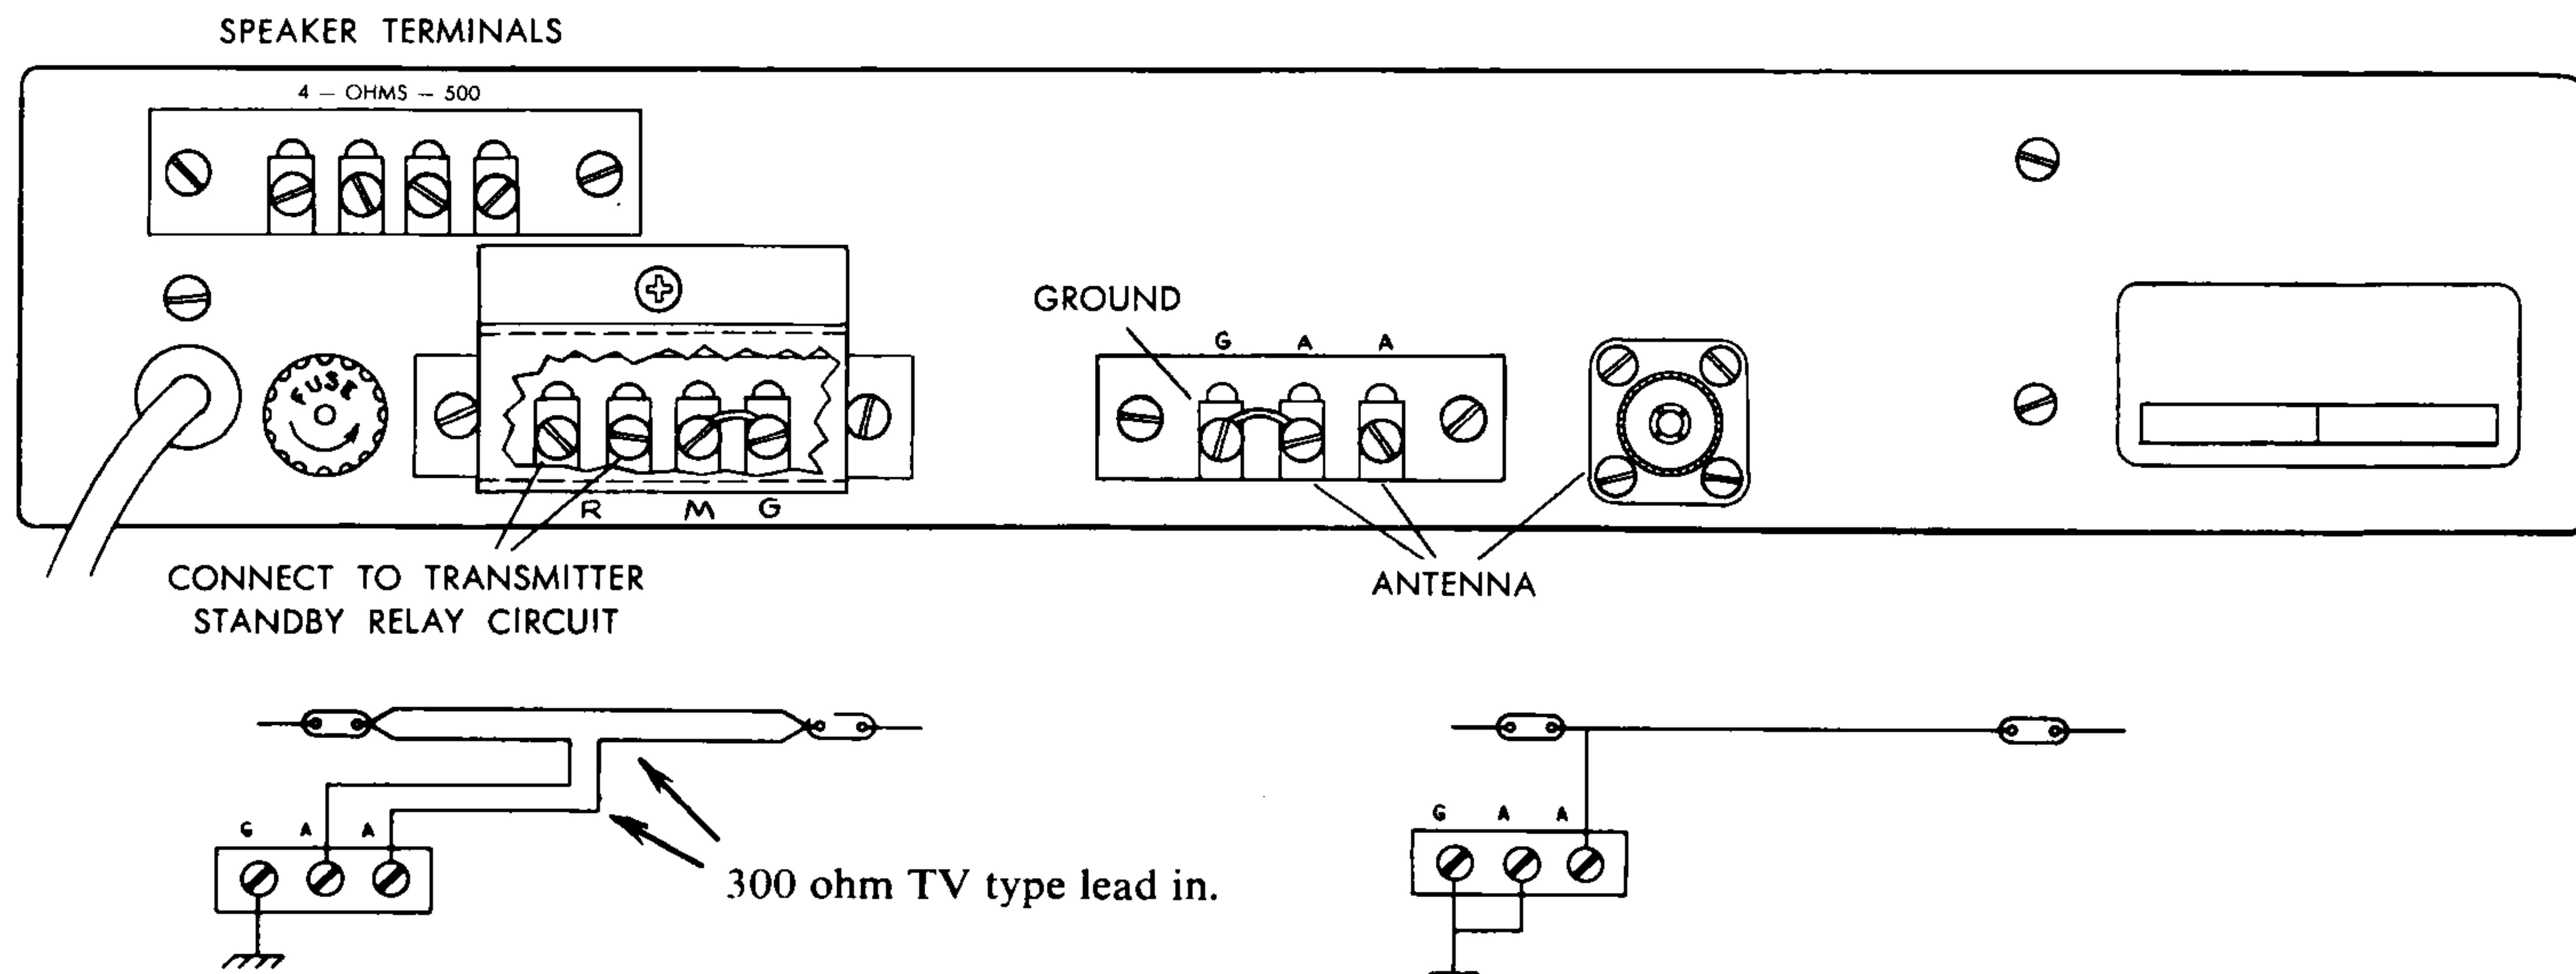 SPEAKER TERMINALS
4 — OHMS — 500
GROUND
G A A
FUSE
R M G
CONNECT TO TRANSMITTER
STANDBY RELAY CIRCUIT
ANTENNA
G A A
300 ohm TV type lead in.
G A A